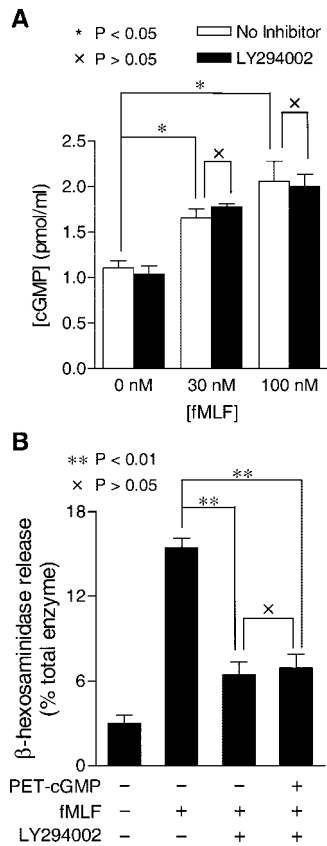 A
* P < 0.05
× P > 0.05
No Inhibitor
LY294002
*
*
×
×
[cGMP] (pmol/ml)
2.5
2.0
1.5
1.0
0.5
0.0
0 nM 30 nM 100 nM
[fMLF]
B
** P < 0.01
× P > 0.05
**
**
×
β-hexosaminidase release
(% total enzyme)
18
12
6
0
PET-cGMP − − − +
fMLF − + + +
LY294002 − − + +